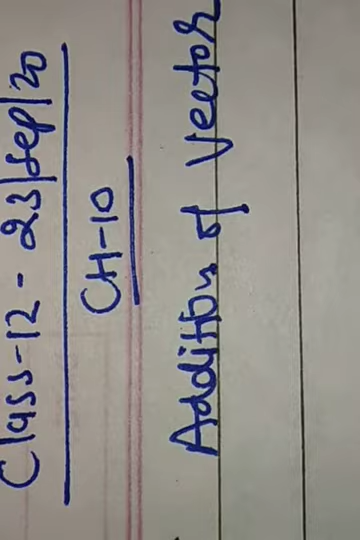 Class-12 - 23/Sep/20
CH-10
Addition of Vector